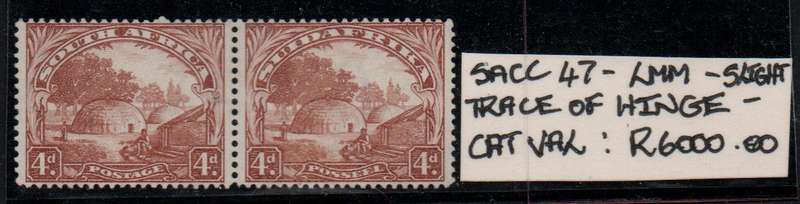 SOUTH AFRICA
4d. POSTAGE 4d.
SUIDAFRIKA
4d. POSSEEL 4d.
SACC 47 - LMM - SLIGHT
TRACE OF HINGE -
CAT VAL : R6000.00